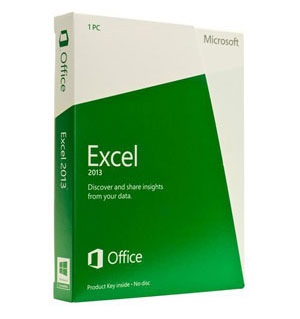 1 PC
Microsoft
Office
Excel 2013
Excel
2013
Discover and share insights
from your data.
Office
Product Key inside • No disc